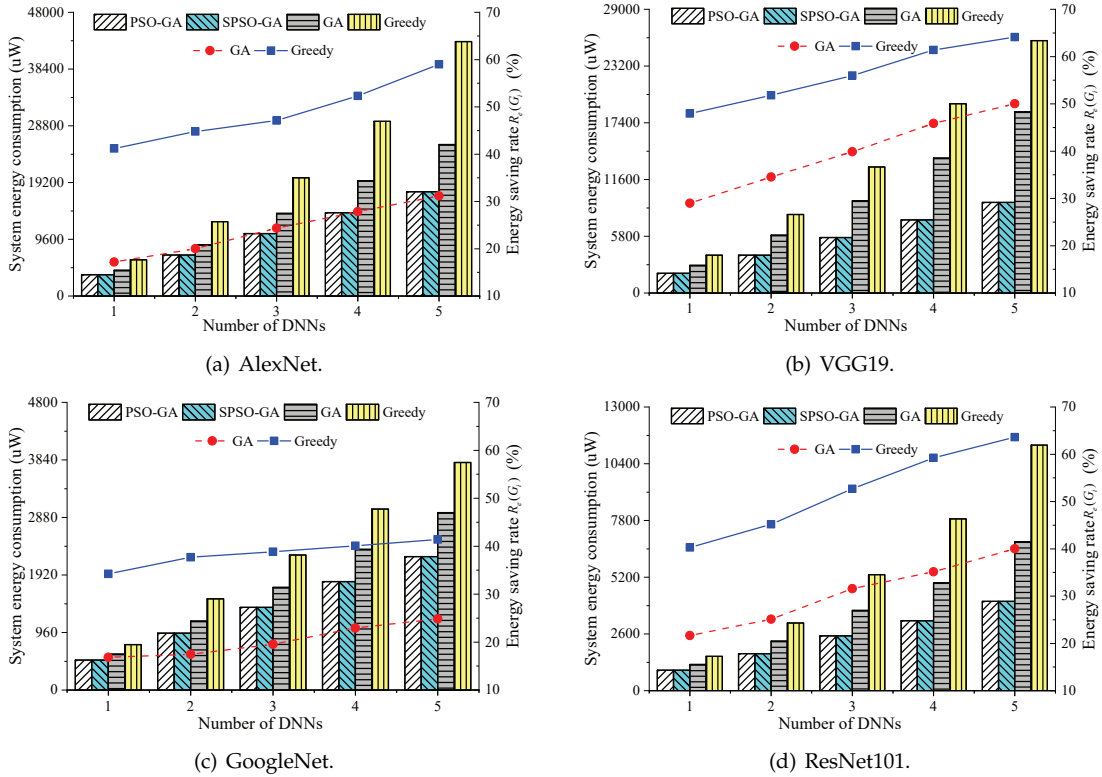 PSO-GA SPSO-GA GA Greedy
GA Greedy
System energy consumption (uW)
48000
38400
28800
19200
9600
0
70
60
50
40
30
20
10
Energy saving rate R_e(G_i) (%)
1 2 3 4 5
Number of DNNs
(a) AlexNet.
PSO-GA SPSO-GA GA Greedy
GA Greedy
System energy consumption (uW)
29000
23200
17400
11600
5800
0
70
60
50
40
30
20
10
Energy saving rate R_e(G_i) (%)
1 2 3 4 5
Number of DNNs
(b) VGG19.
PSO-GA SPSO-GA GA Greedy
GA Greedy
System energy consumption (uW)
4800
3840
2880
1920
960
0
70
60
50
40
30
20
10
Energy saving rate R_e(G_i) (%)
1 2 3 4 5
Number of DNNs
(c) GoogleNet.
PSO-GA SPSO-GA GA Greedy
GA Greedy
System energy consumption (uW)
13000
10400
7800
5200
2600
0
70
60
50
40
30
20
10
Energy saving rate R_e(G_i) (%)
1 2 3 4 5
Number of DNNs
(d) ResNet101.